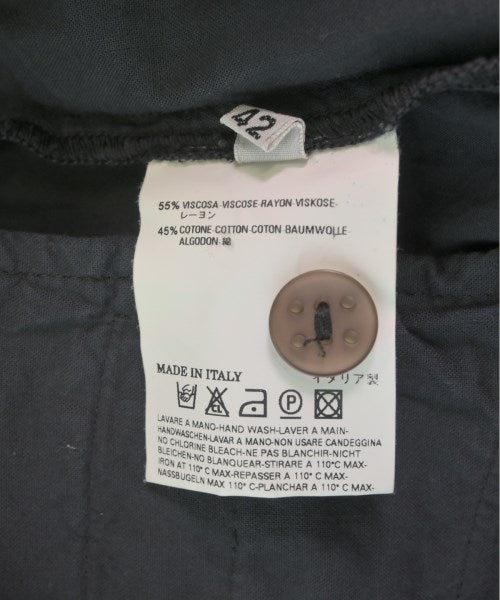 42
55% VISCOSA-VISCOSE-RAYON-VISKOSE-
レーヨン
45% COTONE-COTTON-COTON BAUMWOLLE-
ALGODON-綿
MADE IN ITALY
イタリア製
CL
P
LAVARE A MANO-HAND WASH-LAVER A MAIN-
HANDWASCHEN-LAVAR A MANO-NON USARE CANDEGGINA
NO CHLORINE BLEACH-NE PAS BLANCHIR-NICHT
BLEICHEN-NO BLANQUEAR-STIRARE A 110°C MAX-
IRON AT 110°C MAX-REPASSER A 110°C MAX-
NASSBUGELN MAX 110°C-PLANCHAR A 110°C MAX